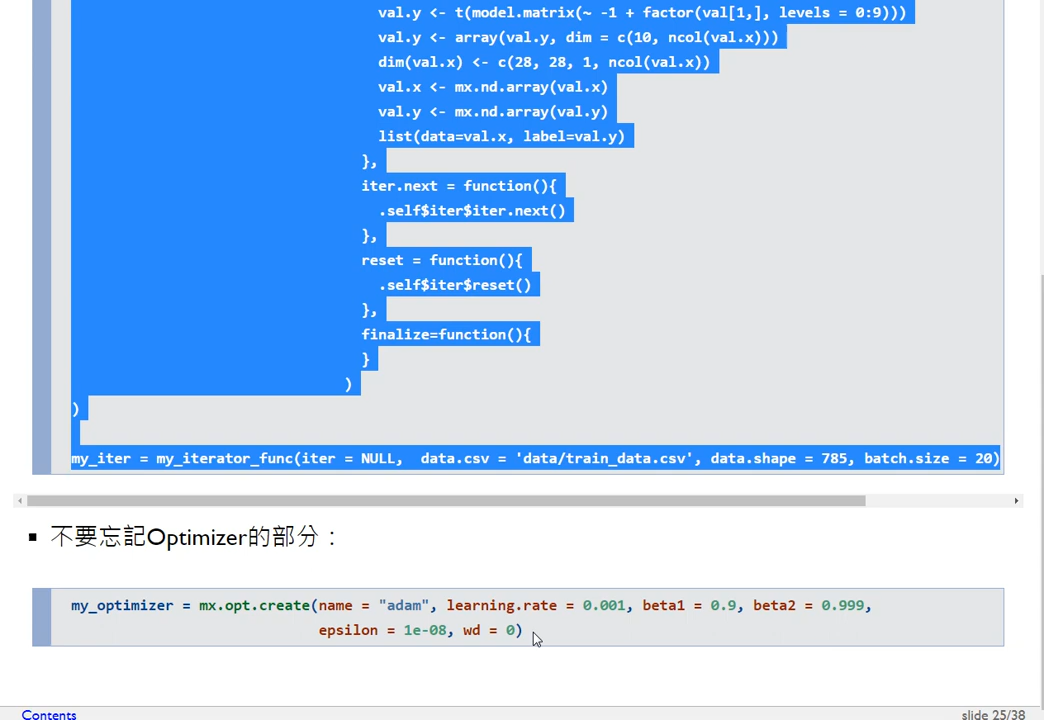 val.y <- t(model.matrix(~ -1 + factor(val[1,], levels = 0:9)))
val.y <- array(val.y, dim = c(10, ncol(val.x)))
dim(val.x) <- c(28, 28, 1, ncol(val.x))
val.x <- mx.nd.array(val.x)
val.y <- mx.nd.array(val.y)
list(data=val.x, label=val.y)
},
iter.next = function(){
.self$iter$iter.next()
},
reset = function(){
.self$iter$reset()
},
finalize=function(){
}
)
)
my_iter = my_iterator_func(iter = NULL,  data.csv = 'data/train_data.csv', data.shape = 785, batch.size = 20)
▪ 不要忘記Optimizer的部分：
my_optimizer = mx.opt.create(name = "adam", learning.rate = 0.001, beta1 = 0.9, beta2 = 0.999,
epsilon = 1e-08, wd = 0)
Contents
slide 25/38